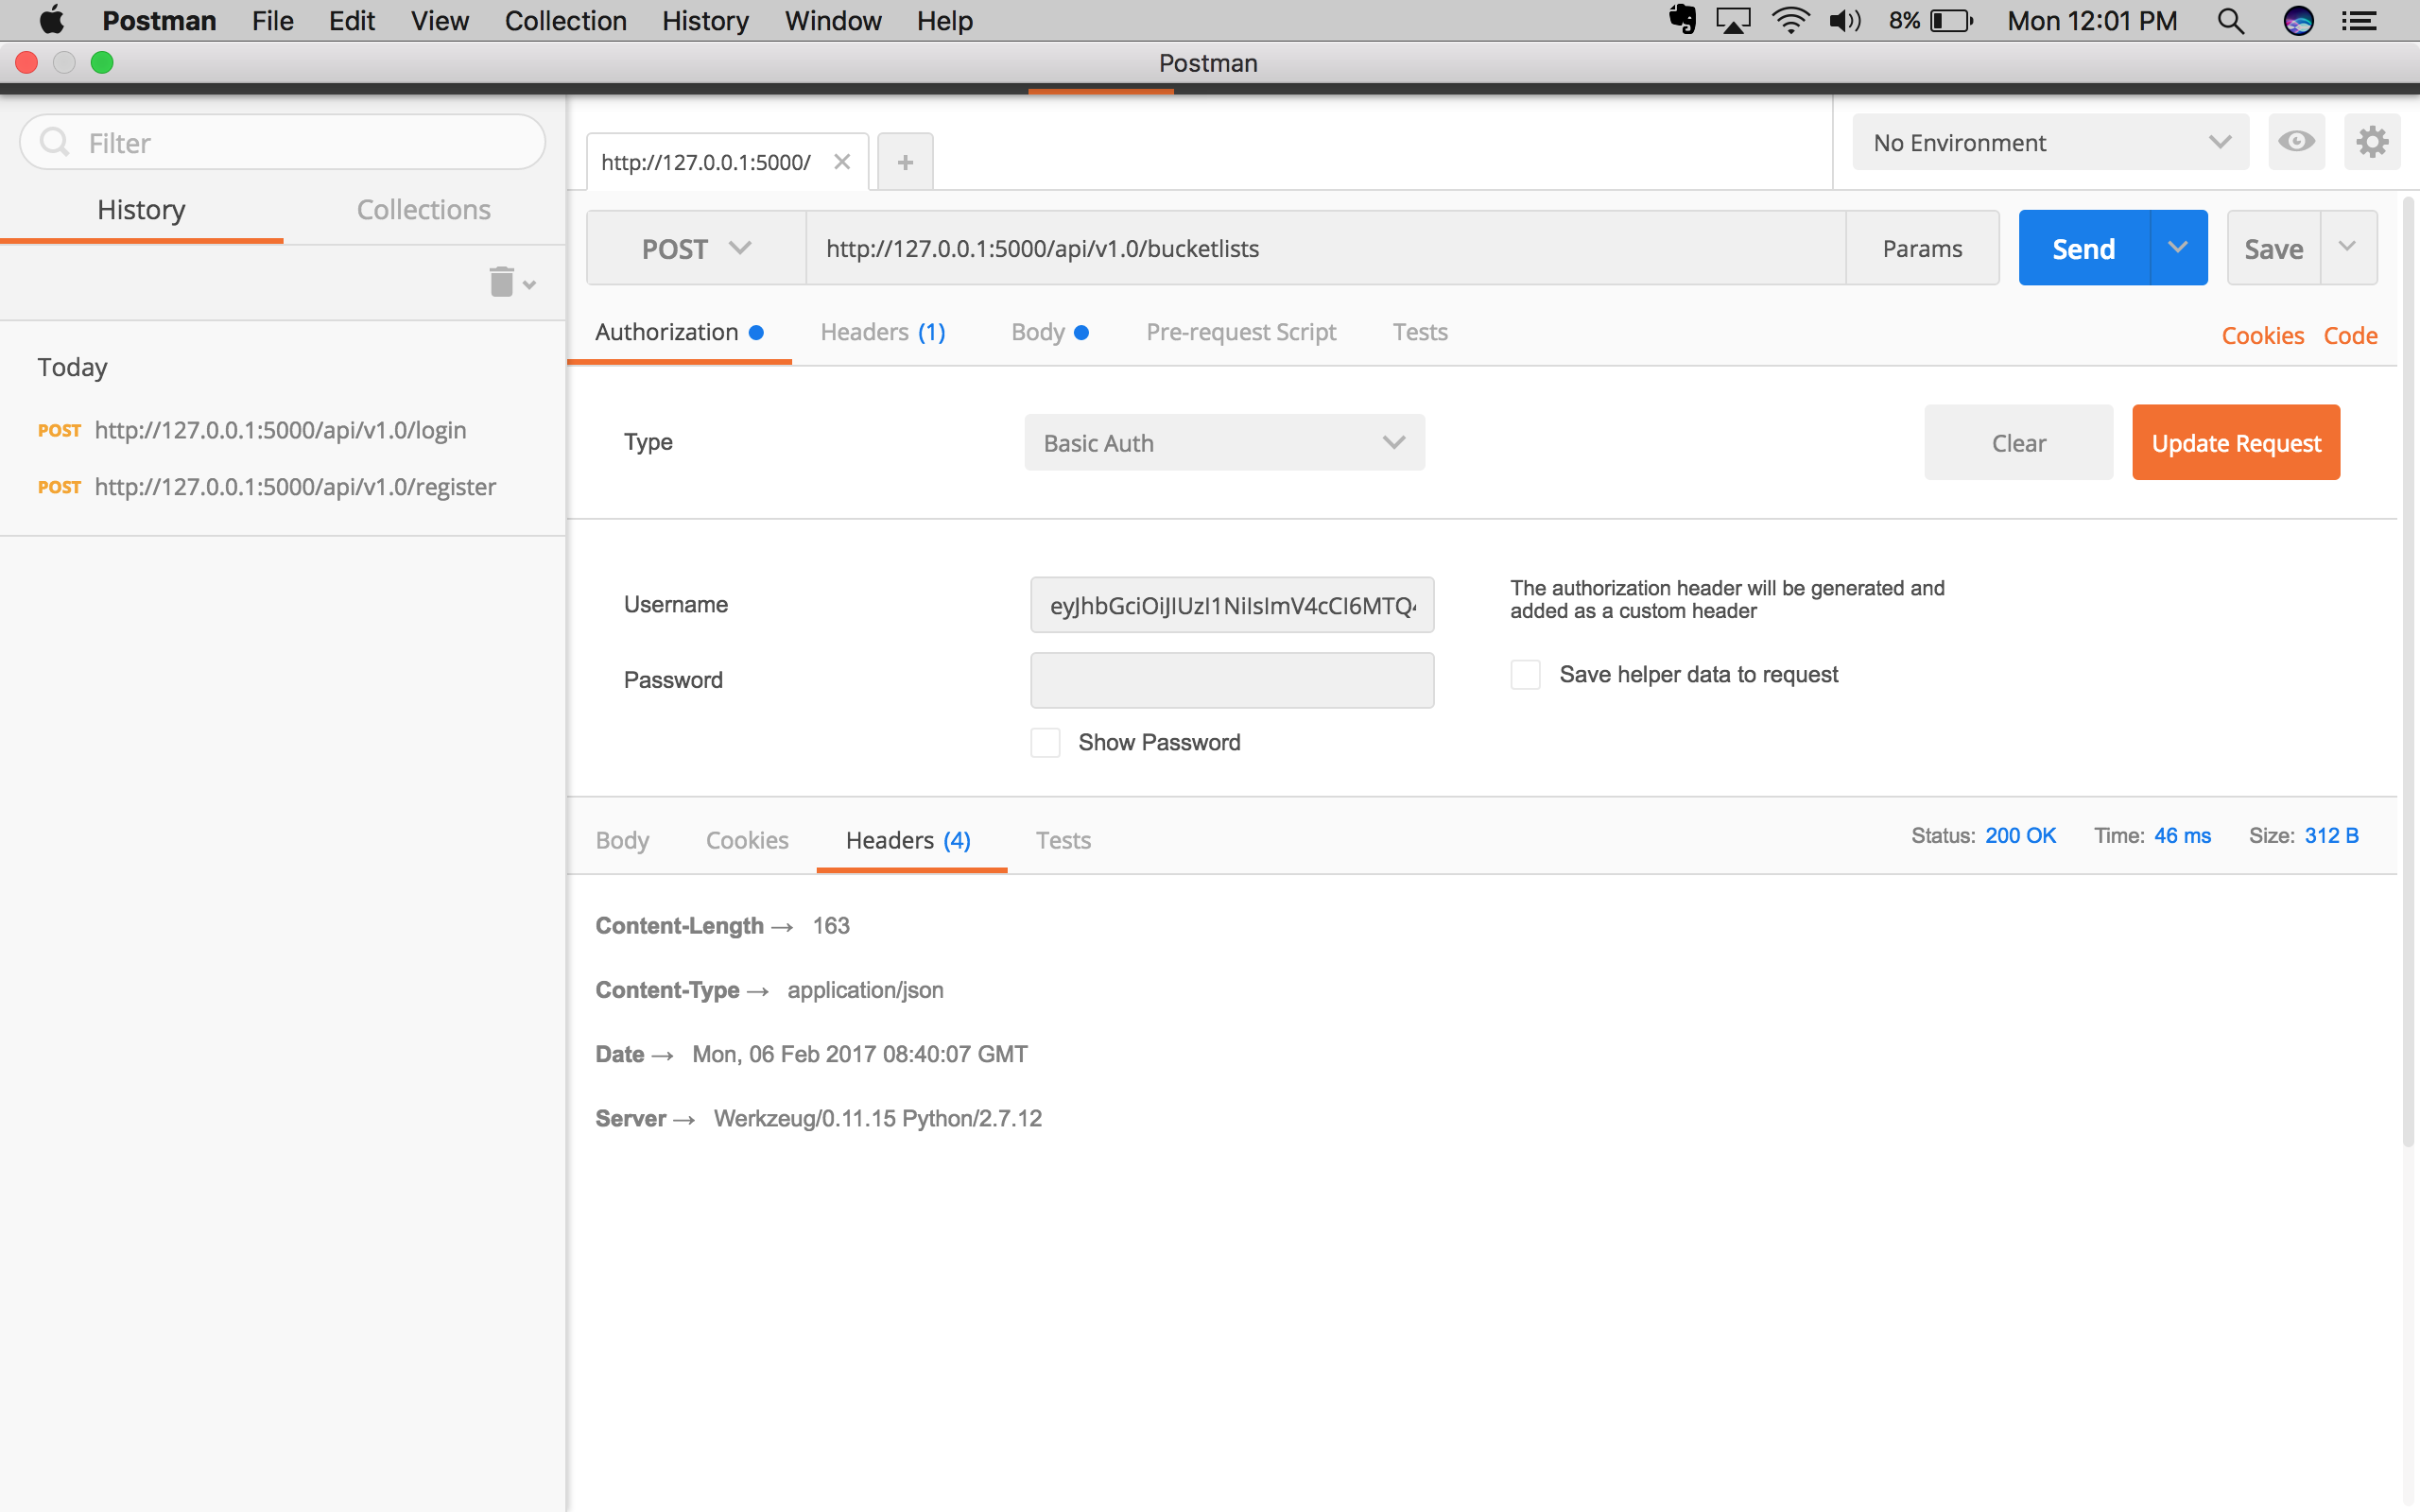 Postman File Edit View Collection History Window Help 8% Mon 12:01 PM
Postman
Filter
History Collections
Today
POST http://127.0.0.1:5000/api/v1.0/login
POST http://127.0.0.1:5000/api/v1.0/register
http://127.0.0.1:5000/
No Environment
POST http://127.0.0.1:5000/api/v1.0/bucketlists Params Send Save
Authorization Headers (1) Body Pre-request Script Tests Cookies Code
Type Basic Auth Clear Update Request
Username eyJhbGciOiJIUzI1NiIsImV4cCI6MTQ
The authorization header will be generated and
added as a custom header
Password
Save helper data to request
Show Password
Body Cookies Headers (4) Tests Status: 200 OK Time: 46 ms Size: 312 B
Content-Length → 163
Content-Type → application/json
Date → Mon, 06 Feb 2017 08:40:07 GMT
Server → Werkzeug/0.11.15 Python/2.7.12